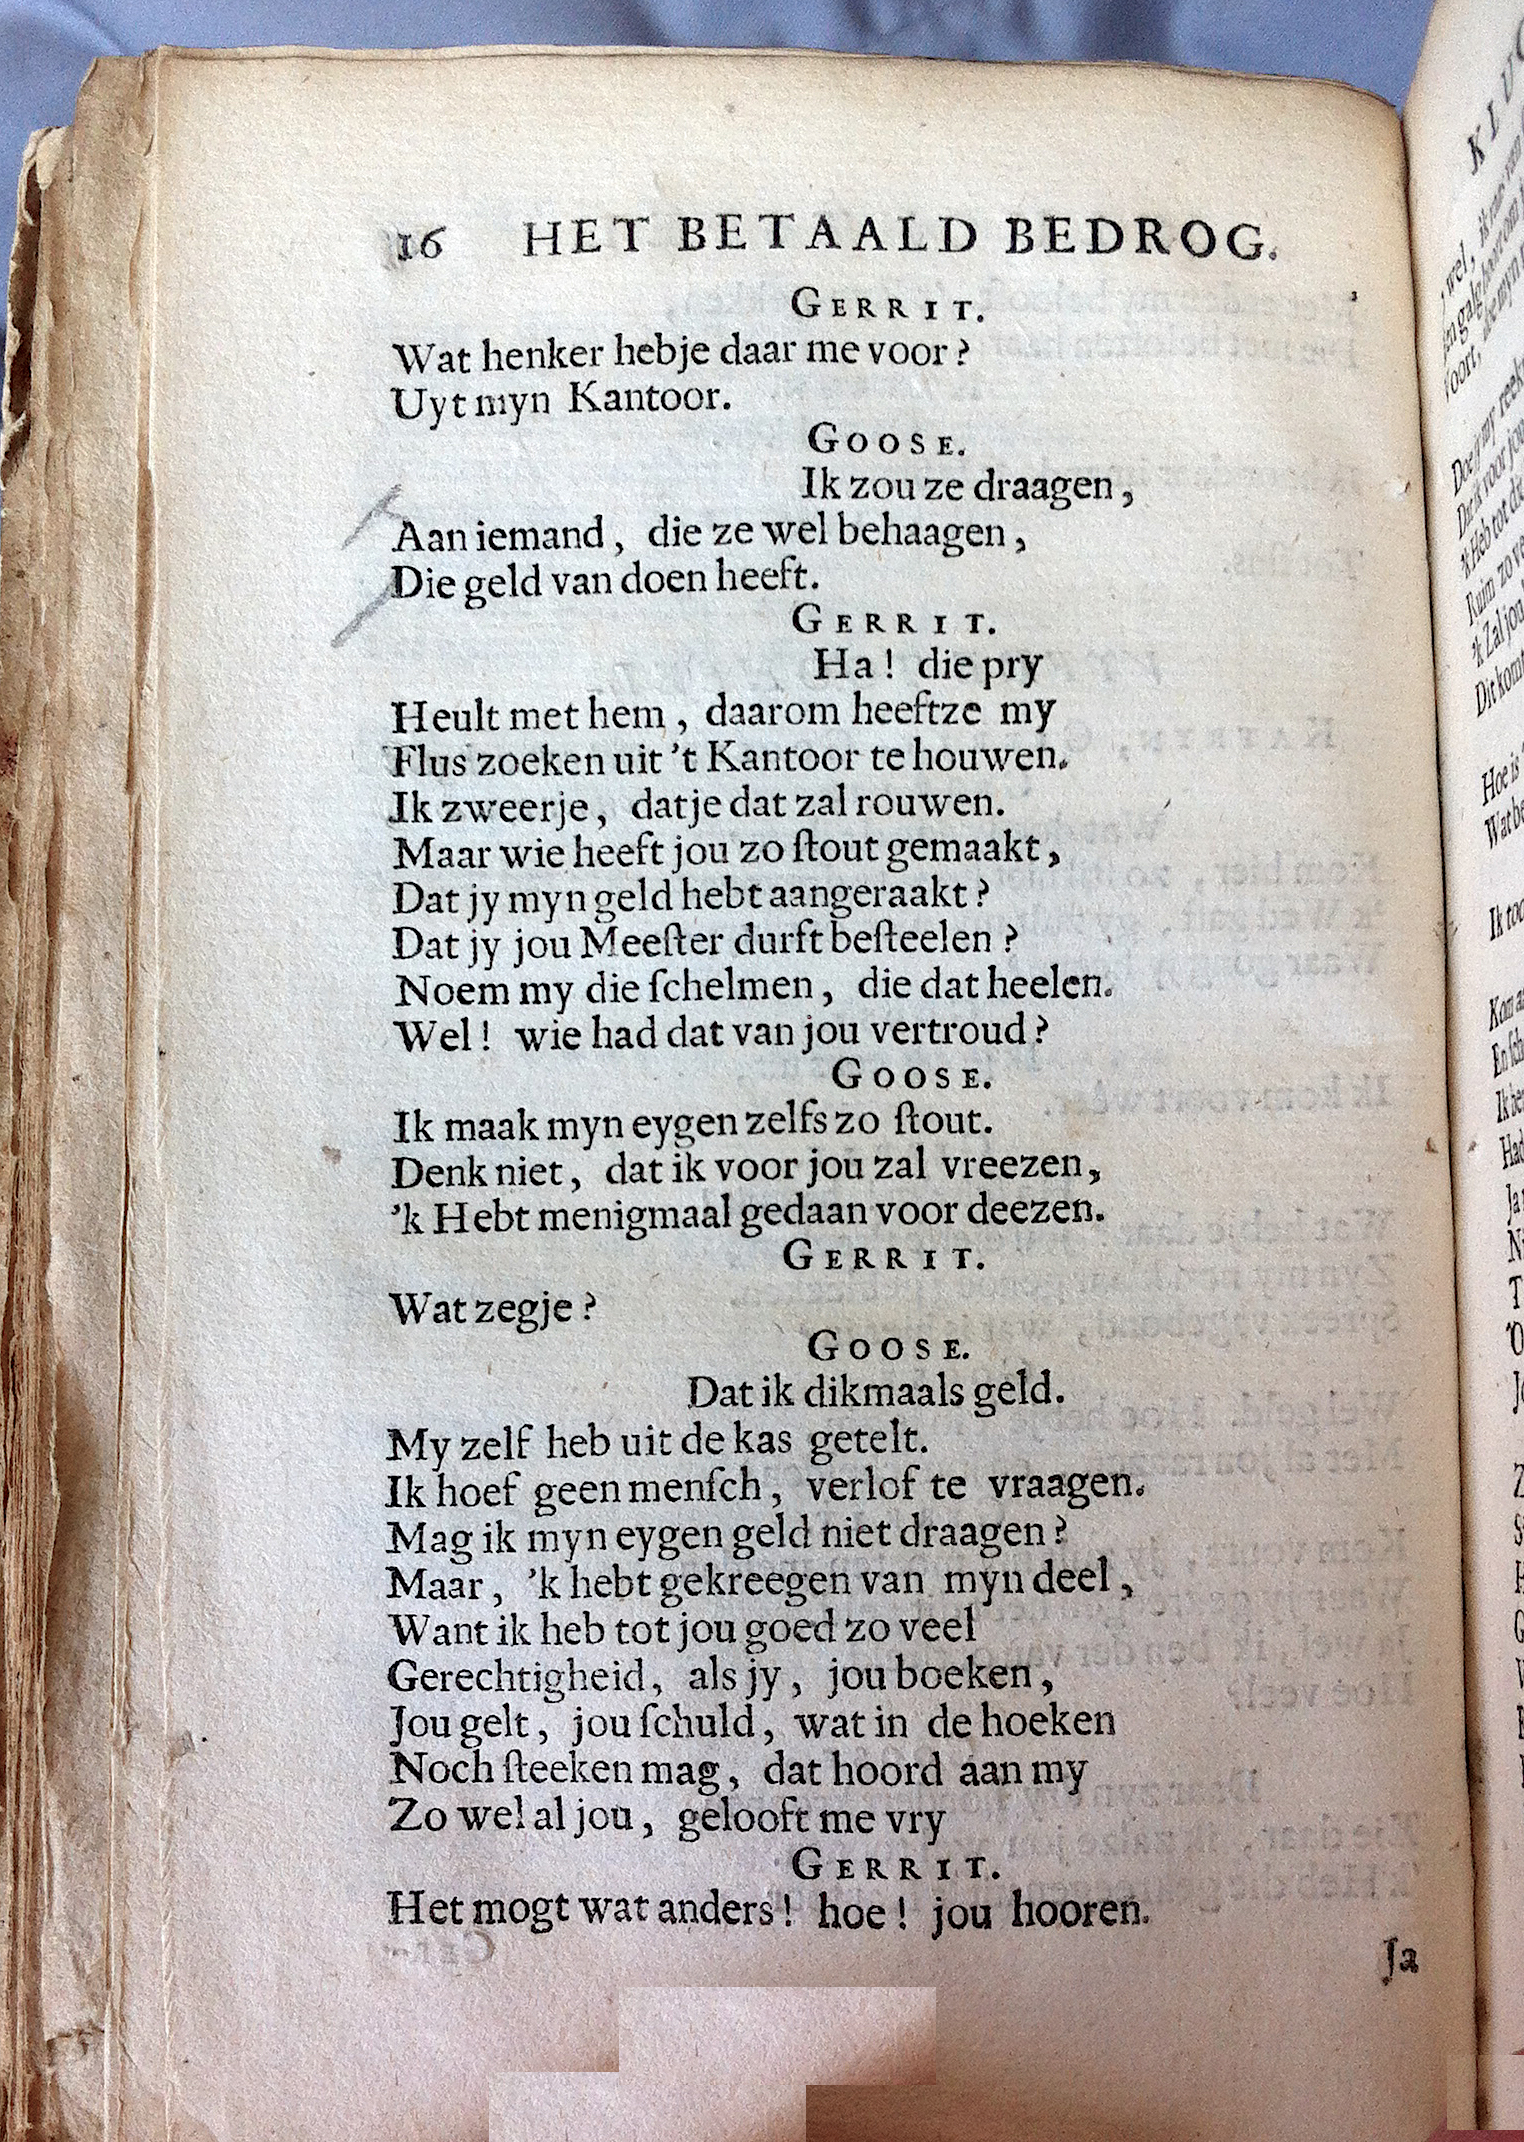 16 HET BETAALD BEDROG.
GERRIT.
Wat henker hebje daar me voor?
Uyt myn Kantoor.
GOOSE.
Ik zou ze draagen,
Aan iemand, die ze wel behaagen,
Die geld van doen heeft.
GERRIT.
Ha! die pry
Heult met hem, daarom heeftze my
Flus zoeken uit 't Kantoor te houwen.
Ik zweerje, datje dat zal rouwen.
Maar wie heeft jou zo ſtout gemaakt,
Dat jy myn geld hebt aangeraakt?
Dat jy jou Meeſter durft beſteelen?
Noem my die ſchelmen, die dat heelen.
Wel! wie had dat van jou vertroud?
GOOSE.
Ik maak myn eygen zelfs zo ſtout.
Denk niet, dat ik voor jou zal vreezen,
'k Hebt menigmaal gedaan voor deezen.
GERRIT.
Wat zegje?
GOOSE.
Dat ik dikmaals geld.
My zelf heb uit de kas getelt.
Ik hoef geen menſch, verlof te vraagen.
Mag ik myn eygen geld niet draagen?
Maar, 'k hebt gekreegen van myn deel,
Want ik heb tot jou goed zo veel
Gerechtigheid, als jy, jou boeken,
Jou gelt, jou ſchuld, wat in de hoeken
Noch ſteeken mag, dat hoord aan my
Zo wel al jou, gelooft me vry
GERRIT.
Het mogt wat anders! hoe! jou hooren.
Ja